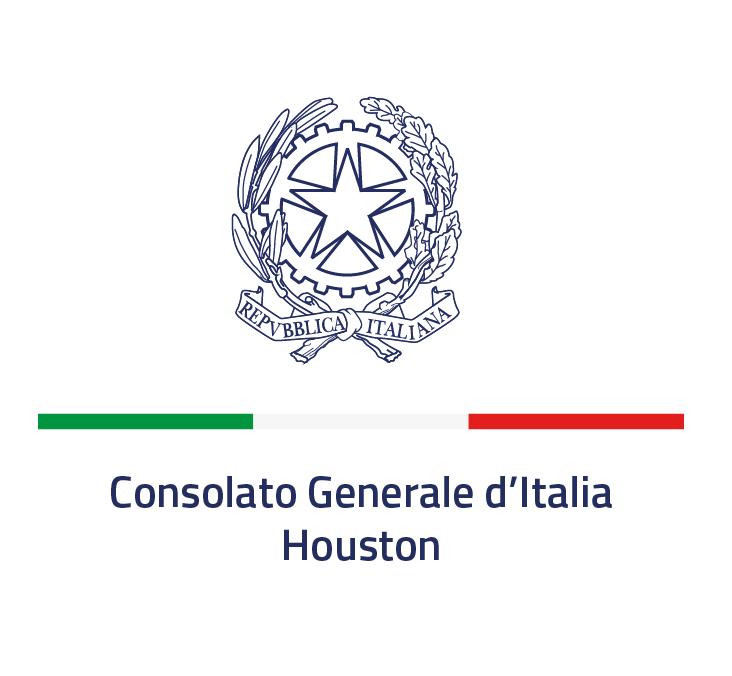 REPVBBLICA ITALIANA
Consolato Generale d’Italia
Houston